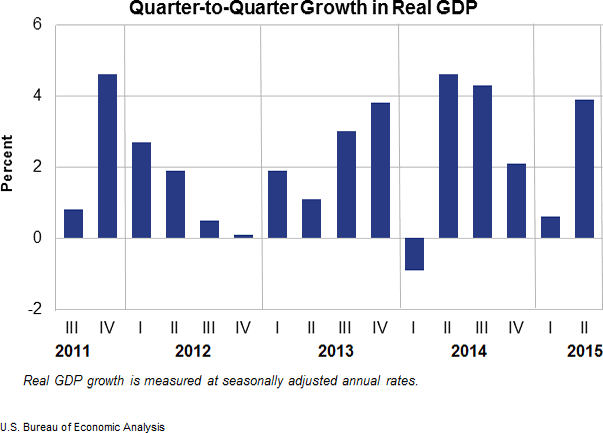 Quarter-to-Quarter Growth in Real GDP
6
4
2
0
-2
Percent
III IV I II III IV I II III IV I II III IV I II
2011 2012 2013 2014 2015
Real GDP growth is measured at seasonally adjusted annual rates.
U.S. Bureau of Economic Analysis